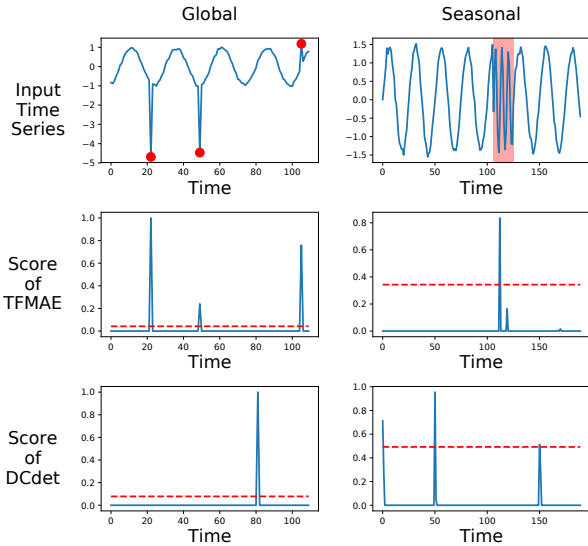 Global
Seasonal
Input
Time
Series
1
0
−1
−2
−3
−4
−5
0 20 40 60 80 100
Time
1.5
1.0
0.5
0.0
−0.5
−1.0
−1.5
0 50 100 150
Time
Score
of
TFMAE
1.0
0.8
0.6
0.4
0.2
0.0
0 20 40 60 80 100
Time
0.8
0.6
0.4
0.2
0.0
0 50 100 150
Time
Score
of
DCdet
1.0
0.8
0.6
0.4
0.2
0.0
0 20 40 60 80 100
Time
1.0
0.8
0.6
0.4
0.2
0.0
0 50 100 150
Time